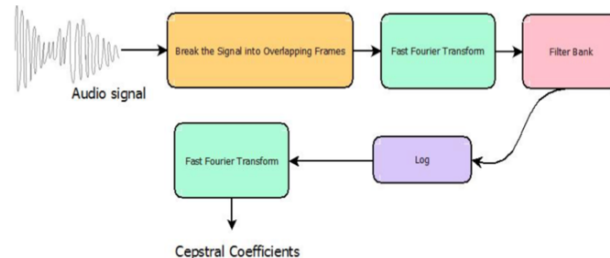 Audio signal
Break the Signal into Overlapping Frames
Fast Fourier Transform
Filter Bank
Log
Fast Fourier Transform
Cepstral Coefficients